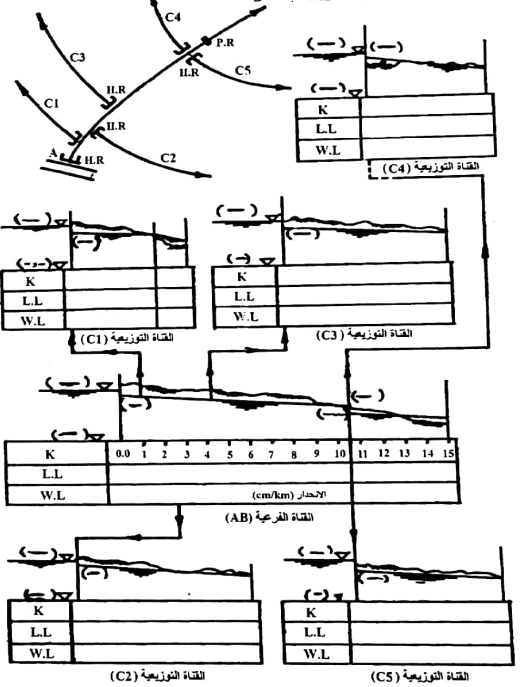 C4
P.R
C3
H.R
C5
C1
H.R
H.R
A
H.R
C2
(—) (—)
(—)
K
L.L
W.L
القناة التوزيعية (C4)
(—)
(—)
K
L.L
W.L
القناة التوزيعية (C1)
(—)
(—)
(—)
K
L.L
W.L
القناة التوزيعية (C3)
(—) (—)
(—)
(—)
K 0.0 1 2 3 4 5 6 7 8 9 10 11 12 13 14 15
L.L
W.L الانحدار (cm/km)
القناة الفرعية (AB)
(—)
(—)
(—)
K
L.L
W.L
القناة التوزيعية (C2)
(—)
(—)
(—)
K
L.L
W.L
القناة التوزيعية (C5)